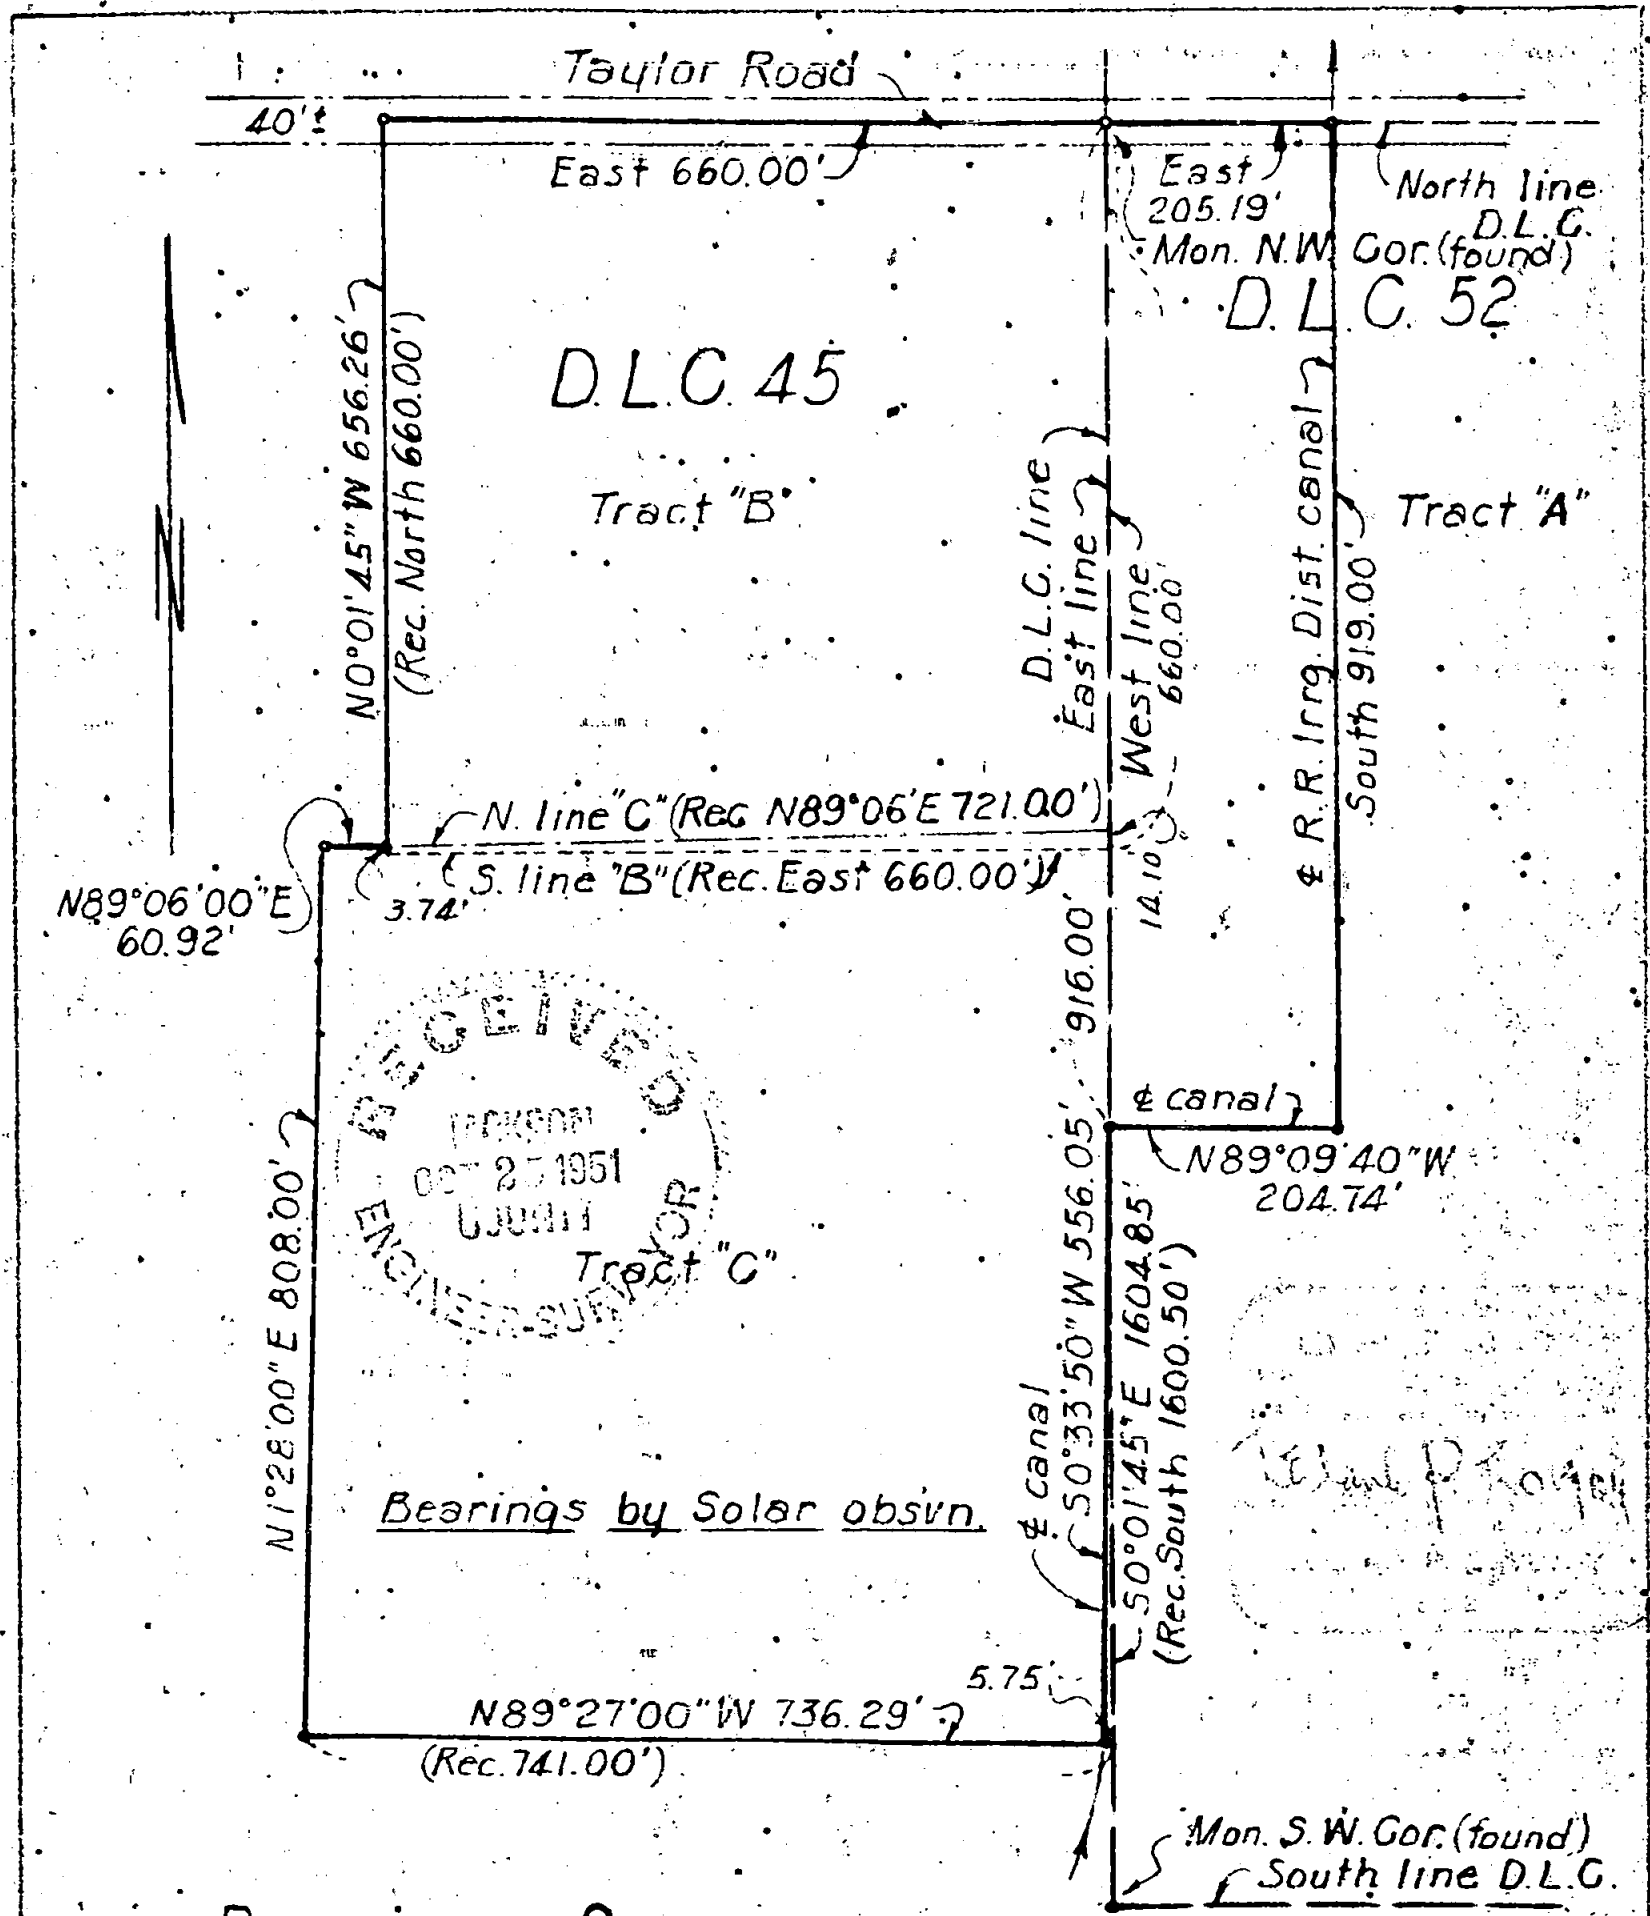 Taylor Road
40'±
East 660.00'
East
205.19'
North line
D.L.C.
Mon. N.W. Cor. (found)
D. L. C. 52
D.L.C. 45
N0°01'45"W 656.26'
(Rec. North 660.00')
Tract "B"
D.L.C. line
East line
West line
660.00'
₵ R.R. Irrg. Dist. canal
South 919.00'
Tract "A"
N
N. line "C" (Rec N89°06'E 721.00')
S. line "B" (Rec. East 660.00')
14.10
N89°06'00"E
60.92'
3.74'
916.00'
RECEIVED
JACKSON
OCT 1951
COUNTY
ENGINEER-SURVEYOR
₵ canal
N89°09'40"W
204.74'
Tract "C"
N1°28'00"E 808.00'
₵ canal
S0°33'50"W 556.05'
S0°01'45"E 1604.85'
(Rec. South 1600.50')
Bearings by Solar obsvn.
5.75'
N89°27'00"W 736.29'
(Rec. 741.00')
Mon. S.W. Cor. (found)
South line D.L.C.